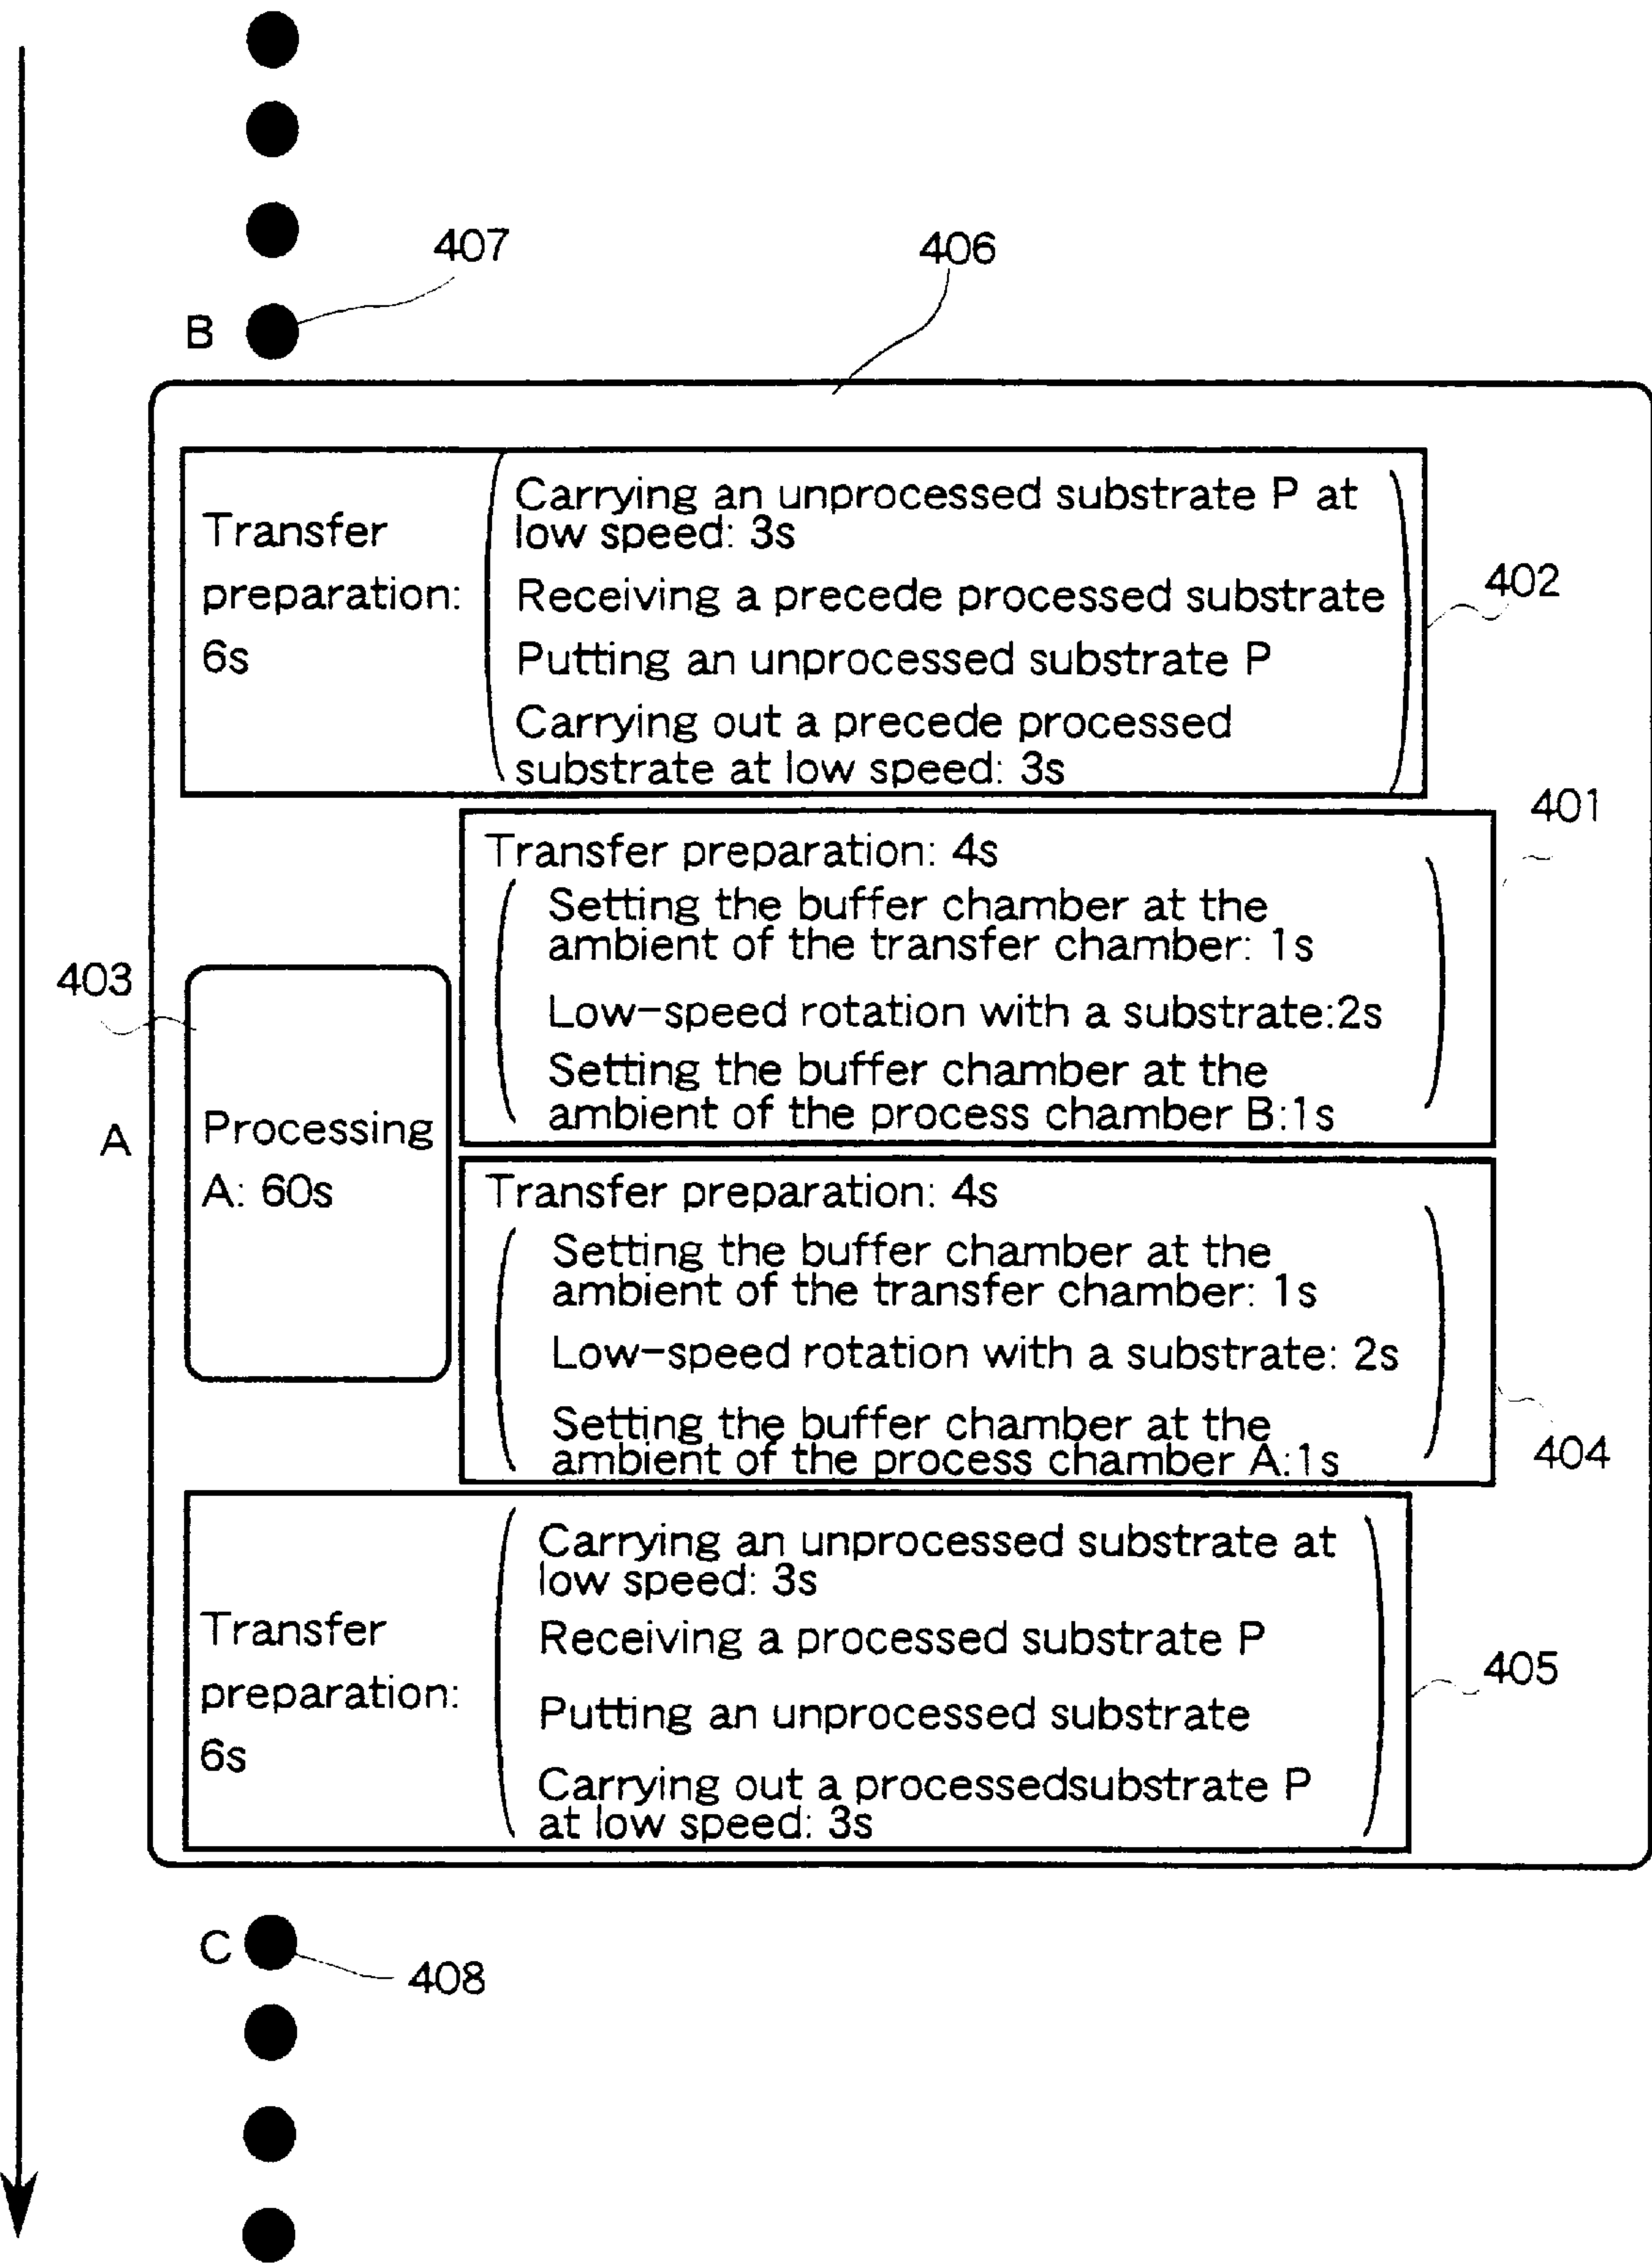 407
406
B
Transfer
preparation:
6s
Carrying an unprocessed substrate P at
low speed: 3s
Receiving a precede processed substrate
Putting an unprocessed substrate P
Carrying out a precede processed
substrate at low speed: 3s
402
401
Transfer preparation: 4s
Setting the buffer chamber at the
ambient of the transfer chamber: 1s
Low-speed rotation with a substrate:2s
Setting the buffer chamber at the
ambient of the process chamber B:1s
403
A
Processing
A: 60s
Transfer preparation: 4s
Setting the buffer chamber at the
ambient of the transfer chamber: 1s
Low-speed rotation with a substrate: 2s
Setting the buffer chamber at the
ambient of the process chamber A:1s
404
Transfer
preparation:
6s
Carrying an unprocessed substrate at
low speed: 3s
Receiving a processed substrate P
Putting an unprocessed substrate
Carrying out a processedsubstrate P
at low speed: 3s
405
C
408